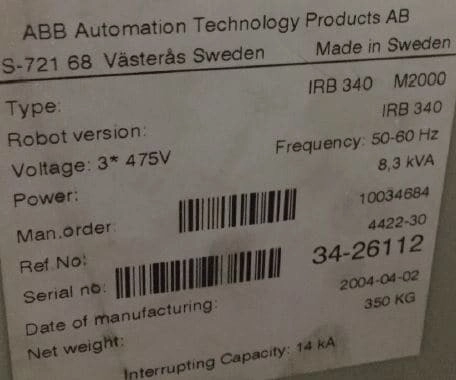 ABB Automation Technology Products AB
S-721 68 Västerås Sweden Made in Sweden
Type: IRB 340 M2000
Robot version: IRB 340
Voltage: 3* 475V Frequency: 50-60 Hz
Power: 8,3 kVA
Man.order: 10034684
Ref.No: 4422-30
Serial no: 34-26112
Date of manufacturing: 2004-04-02
Net weight: 350 KG
Interrupting Capacity: 14 kA